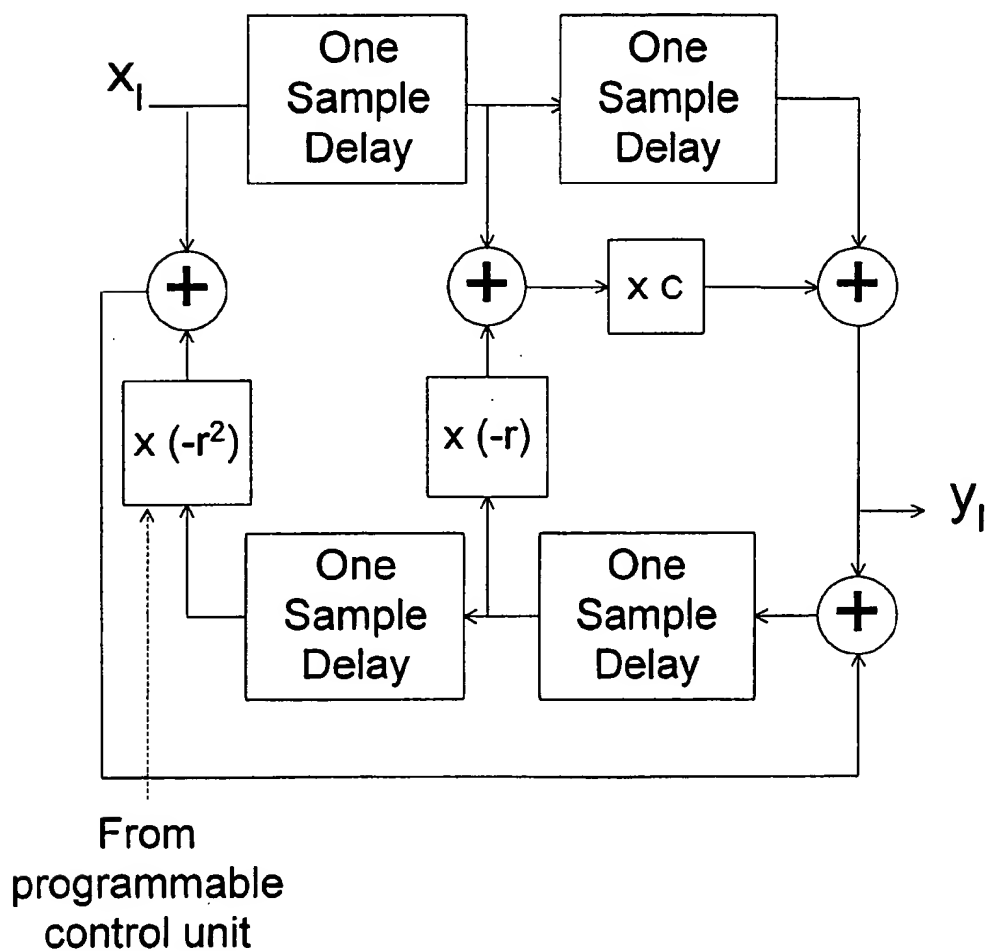 x_I
One
Sample
Delay
One
Sample
Delay
+
+
x c
+
x (-r²)
x (-r)
y_I
One
Sample
Delay
One
Sample
Delay
+
From
programmable
control unit